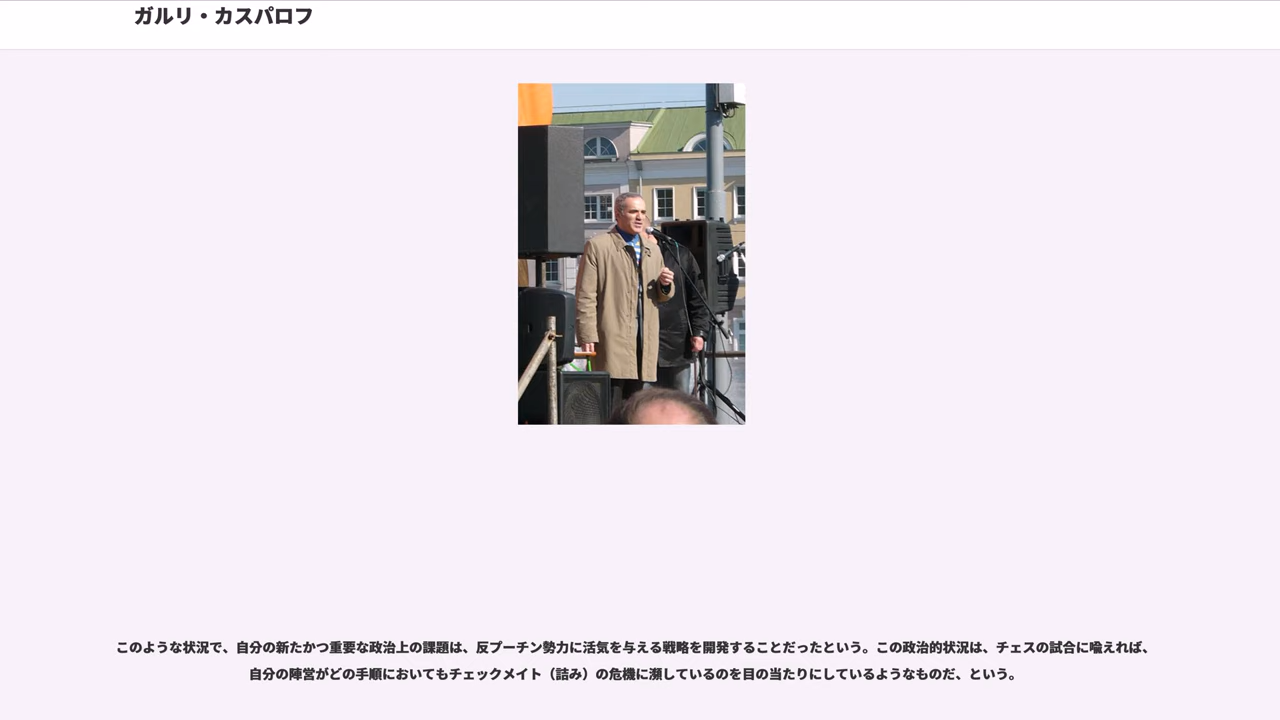 ガルリ・カスパロフ
このような状況で、自分の新たかつ重要な政治上の課題は、反プーチン勢力に活気を与える戦略を開発することだったという。この政治的状況は、チェスの試合に喩えれば、
自分の陣営がどの手順においてもチェックメイト（詰み）の危機に瀕しているのを目の当たりにしているようなものだ、という。